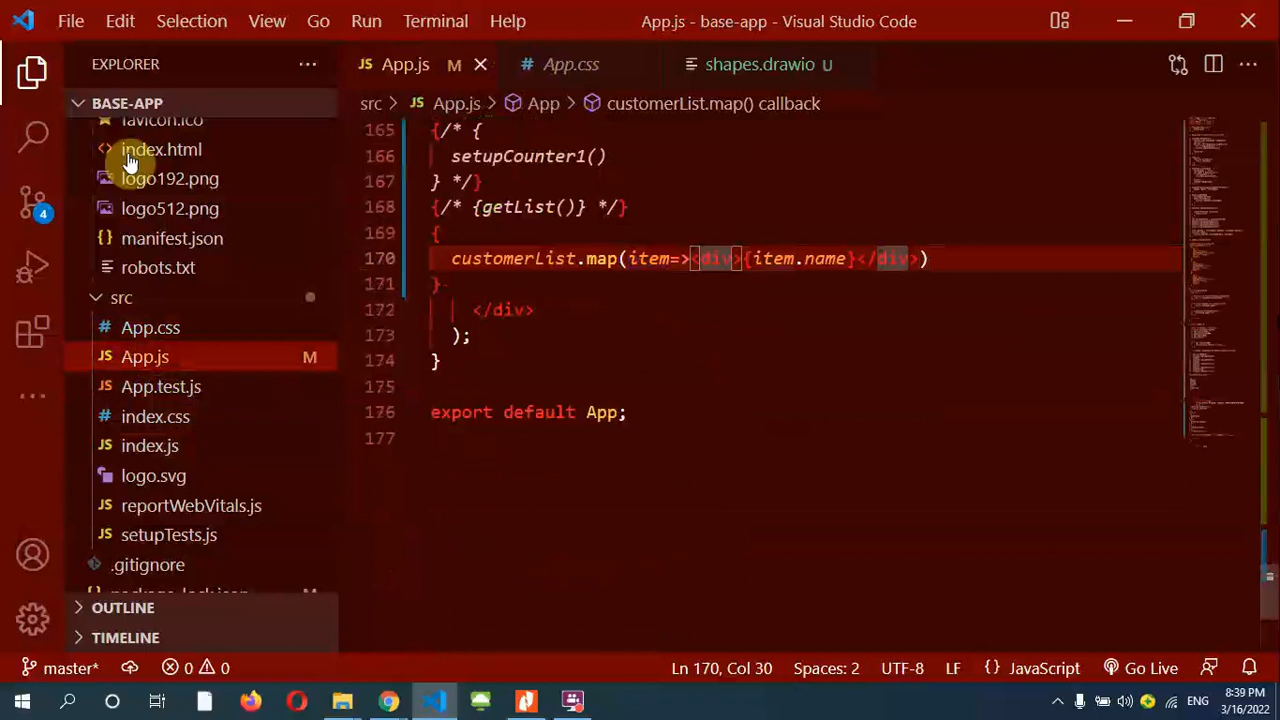 File Edit Selection View Go Run Terminal Help App.js - base-app - Visual Studio Code
EXPLORER
App.js M
# App.css
shapes.drawio U
BASE-APP
src > JS App.js > App > customerList.map() callback
favicon.ico
<> index.html
logo192.png
logo512.png
{} manifest.json
robots.txt
src
# App.css
JS App.js M
JS App.test.js
# index.css
JS index.js
logo.svg
JS reportWebVitals.js
JS setupTests.js
.gitignore
OUTLINE
TIMELINE
165 {/* {
166 setupCounter1()
167 } */}
168 {/* {getList()} */}
169 {
170 customerList.map(item=><div>{item.name}</div>)
171 }
172 </div>
173 );
174 }
175
176 export default App;
177
4
master* 0 0 Ln 170, Col 30 Spaces: 2 UTF-8 LF {} JavaScript Go Live
ENG
8:39 PM
3/16/2022